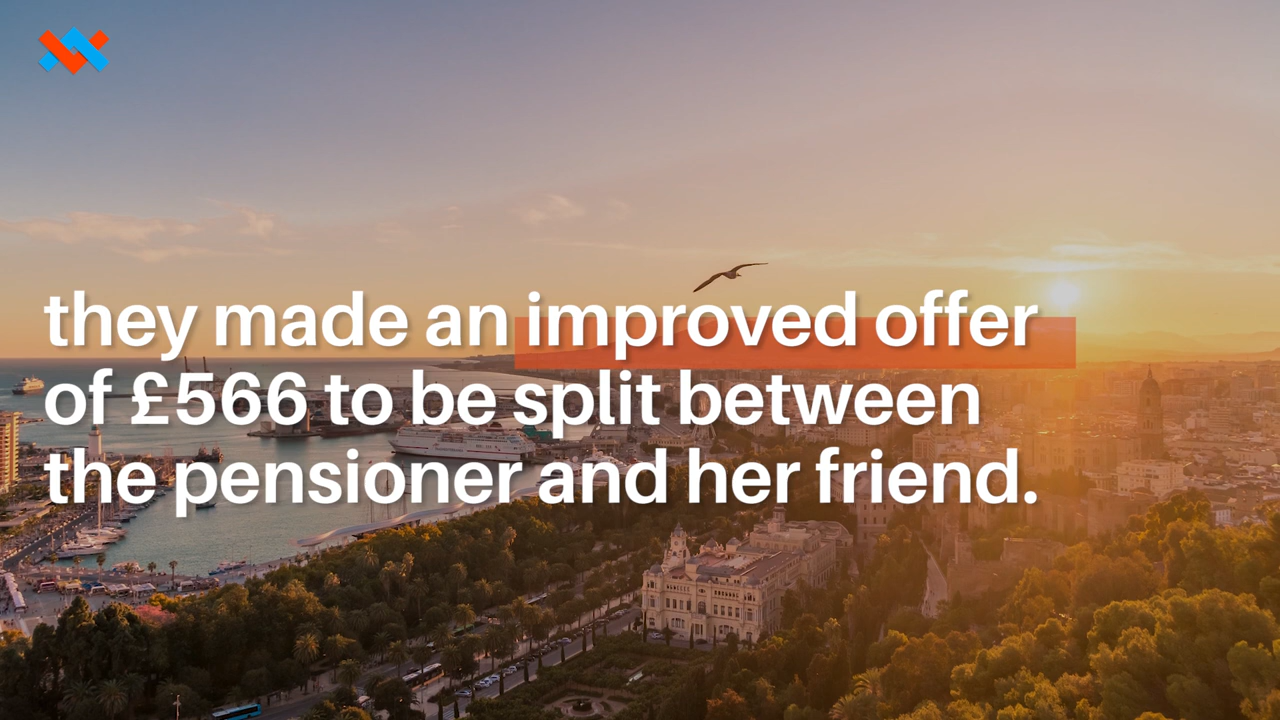 they made an improved offer
of £566 to be split between
the pensioner and her friend.